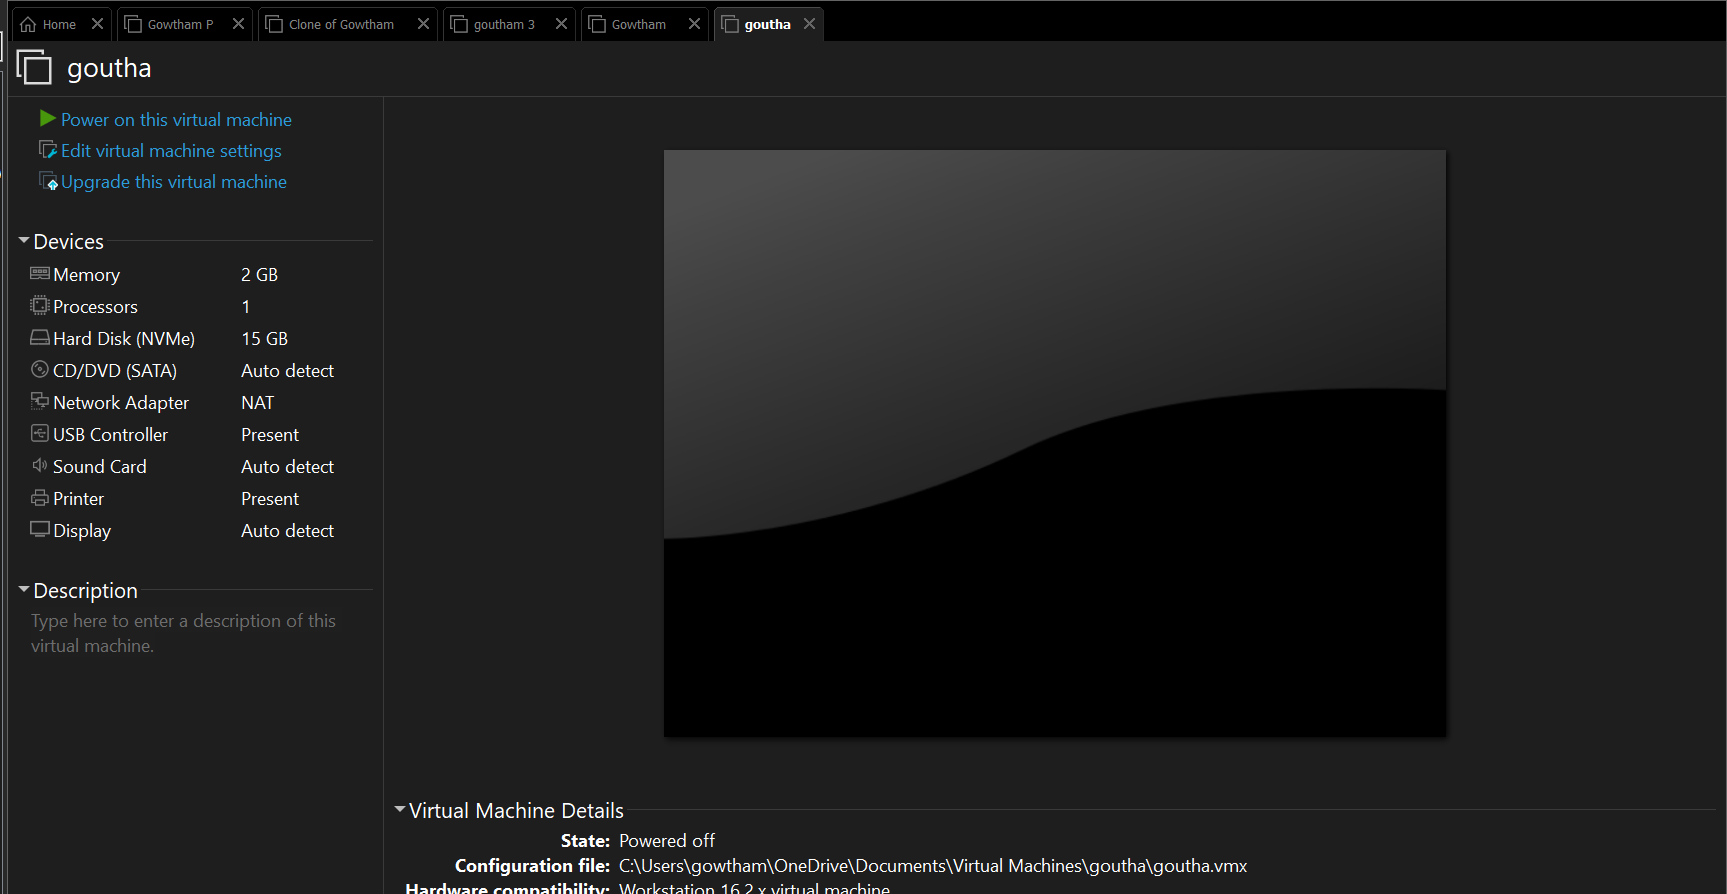 Home
Gowtham P
Clone of Gowtham
goutham 3
Gowtham
goutha
goutha
Power on this virtual machine
Edit virtual machine settings
Upgrade this virtual machine
Devices
Memory 2 GB
Processors 1
Hard Disk (NVMe) 15 GB
CD/DVD (SATA) Auto detect
Network Adapter NAT
USB Controller Present
Sound Card Auto detect
Printer Present
Display Auto detect
Description
Type here to enter a description of this
virtual machine.
Virtual Machine Details
State: Powered off
Configuration file: C:\Users\gowtham\OneDrive\Documents\Virtual Machines\goutha\goutha.vmx
Hardware compatibility: Workstation 16.2.x virtual machine